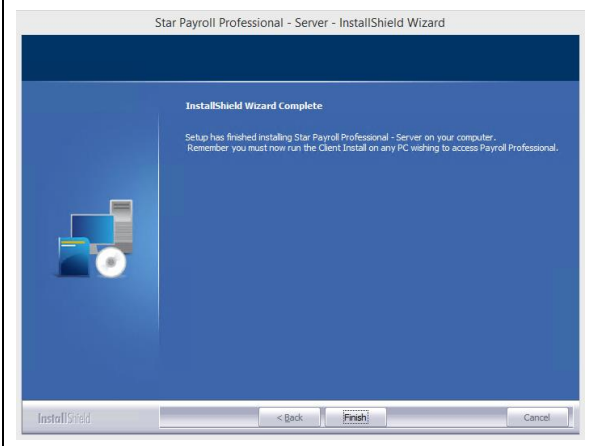 Star Payroll Professional - Server - InstallShield Wizard
InstallShield Wizard Complete
Setup has finished installing Star Payroll Professional - Server on your computer.
Remember you must now run the Client Install on any PC wishing to access Payroll Professional.
InstallShield
< Back
Finish
Cancel